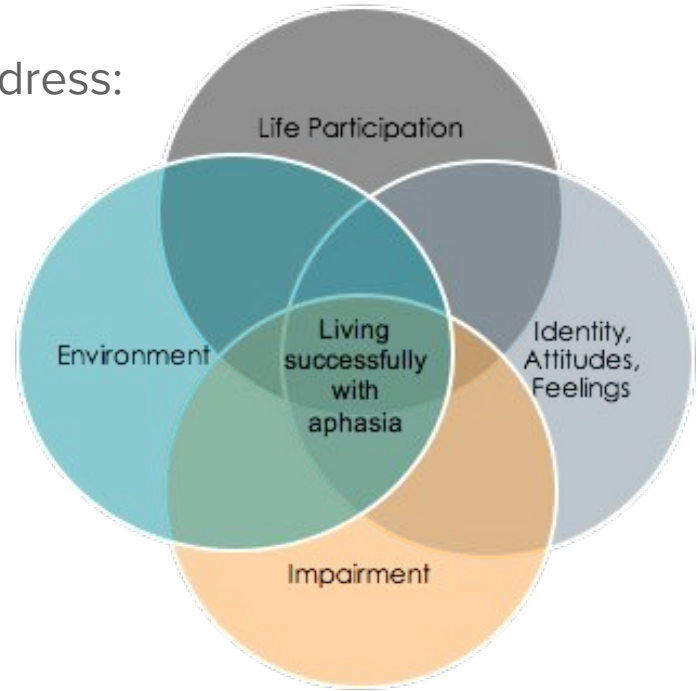 dress:
Life Participation
Environment
Living
successfully
with
aphasia
Identity,
Attitudes,
Feelings
Impairment